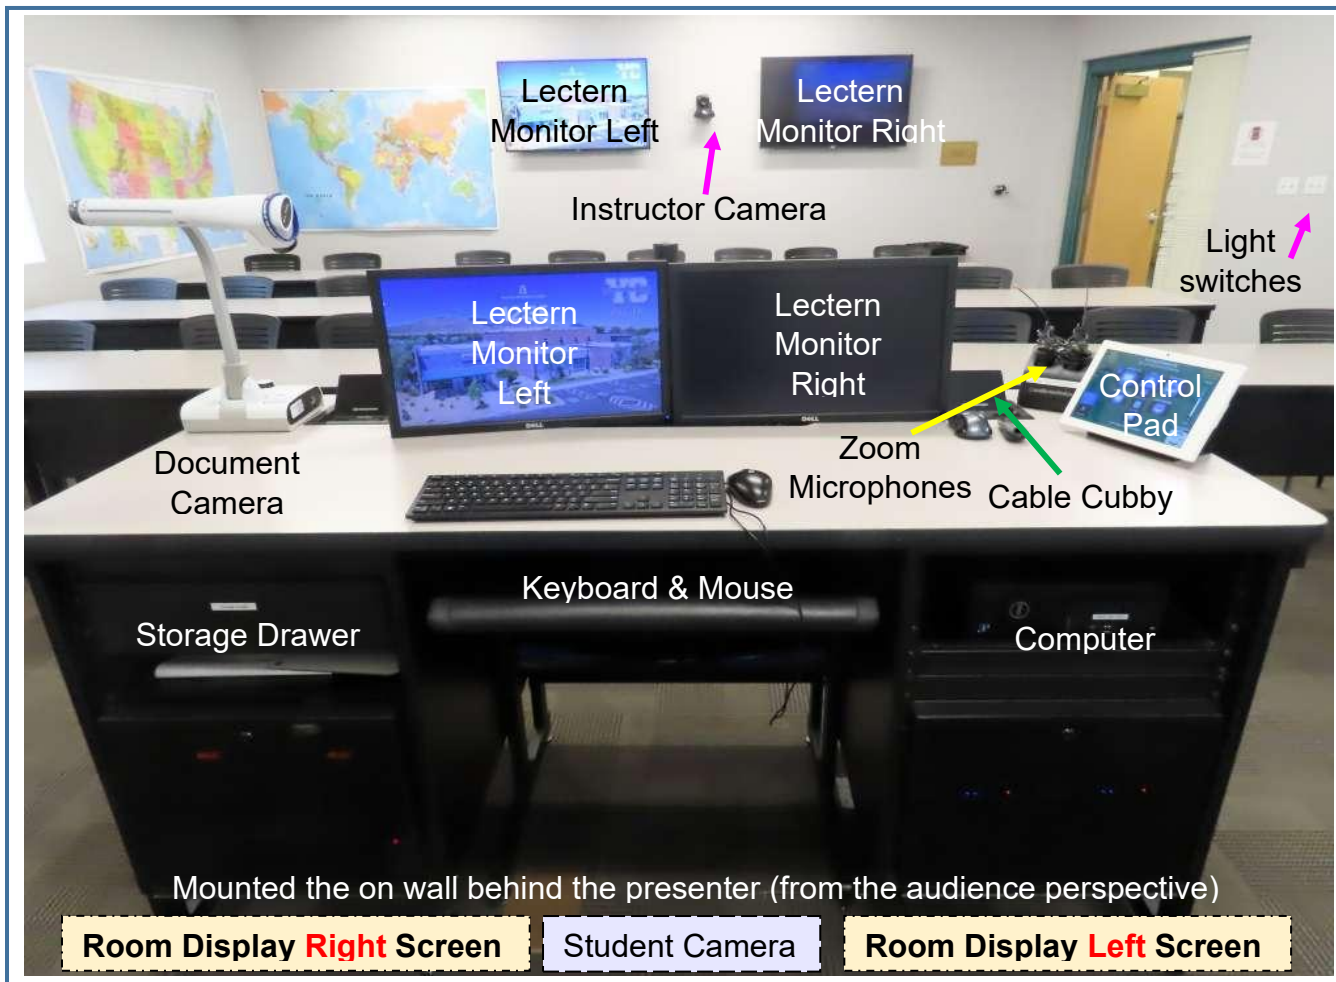 Lectern
Monitor Left
Lectern
Monitor Right
Instructor Camera
Light
switches
Lectern
Monitor
Left
Lectern
Monitor
Right
Control
Pad
DELL
DELL
Document
Camera
Zoom
Microphones
Cable Cubby
Keyboard & Mouse
Storage Drawer
Computer
Mounted the on wall behind the presenter (from the audience perspective)
Room Display Right Screen
Student Camera
Room Display Left Screen